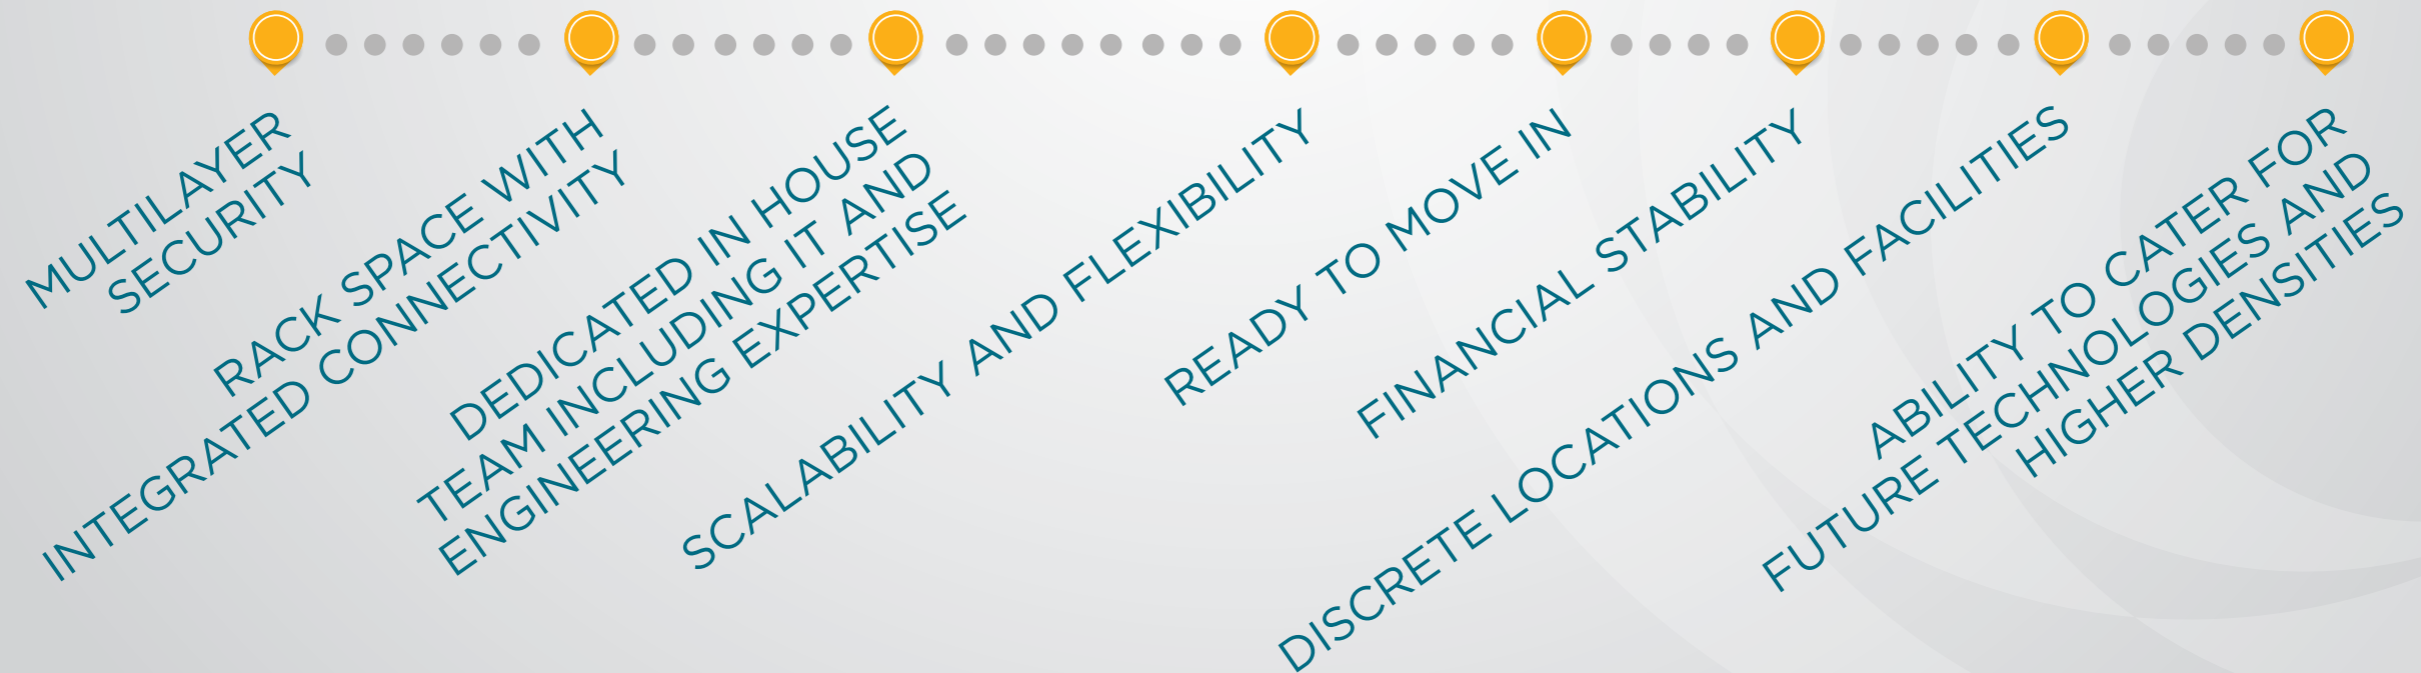 MULTILAYER
SECURITY
RACK SPACE WITH
INTEGRATED CONNECTIVITY
DEDICATED IN HOUSE
TEAM INCLUDING IT AND
ENGINEERING EXPERTISE
SCALABILITY AND FLEXIBILITY
READY TO MOVE IN
FINANCIAL STABILITY
DISCRETE LOCATIONS AND FACILITIES
ABILITY TO CATER FOR
FUTURE TECHNOLOGIES AND
HIGHER DENSITIES